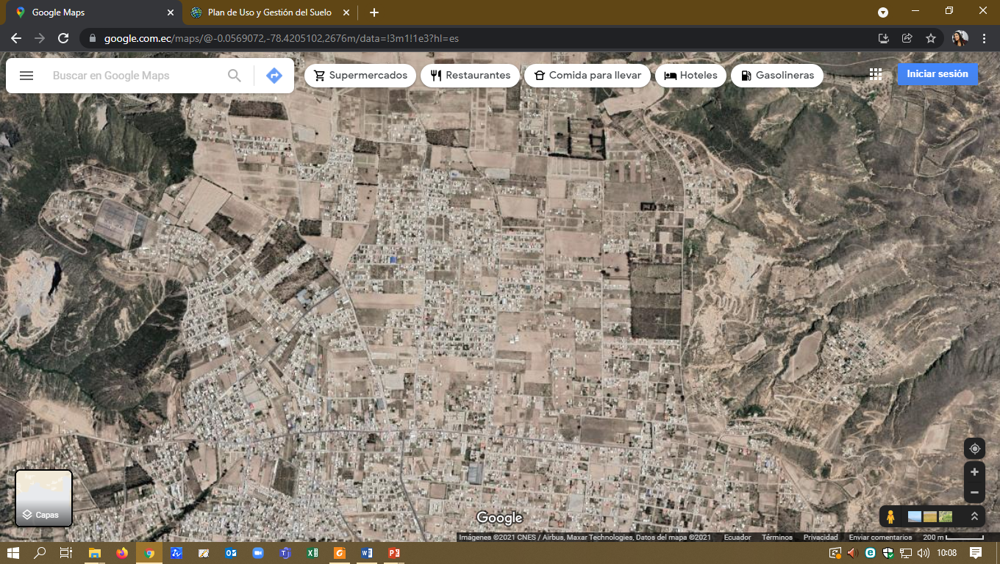 Google Maps
Plan de Uso y Gestión del Suelo
google.com.ec/maps/@-0.0569072,-78.4205102,2676m/data=!3m1!1e3?hl=es
Buscar en Google Maps
Supermercados
Restaurantes
Comida para llevar
Hoteles
Gasolineras
Iniciar sesión
Capas
Google
Imágenes ©2021 CNES / Airbus, Maxar Technologies, Datos del mapa ©2021 Ecuador Términos Privacidad Enviar comentarios 200 m
10:08